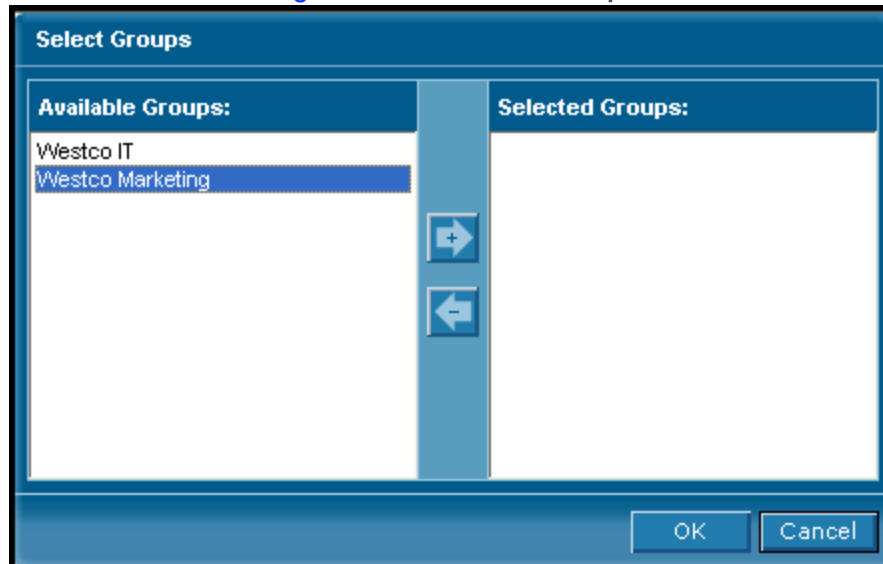 Select Groups
Available Groups:
Selected Groups:
Westco IT
Westco Marketing
+
-
OK
Cancel